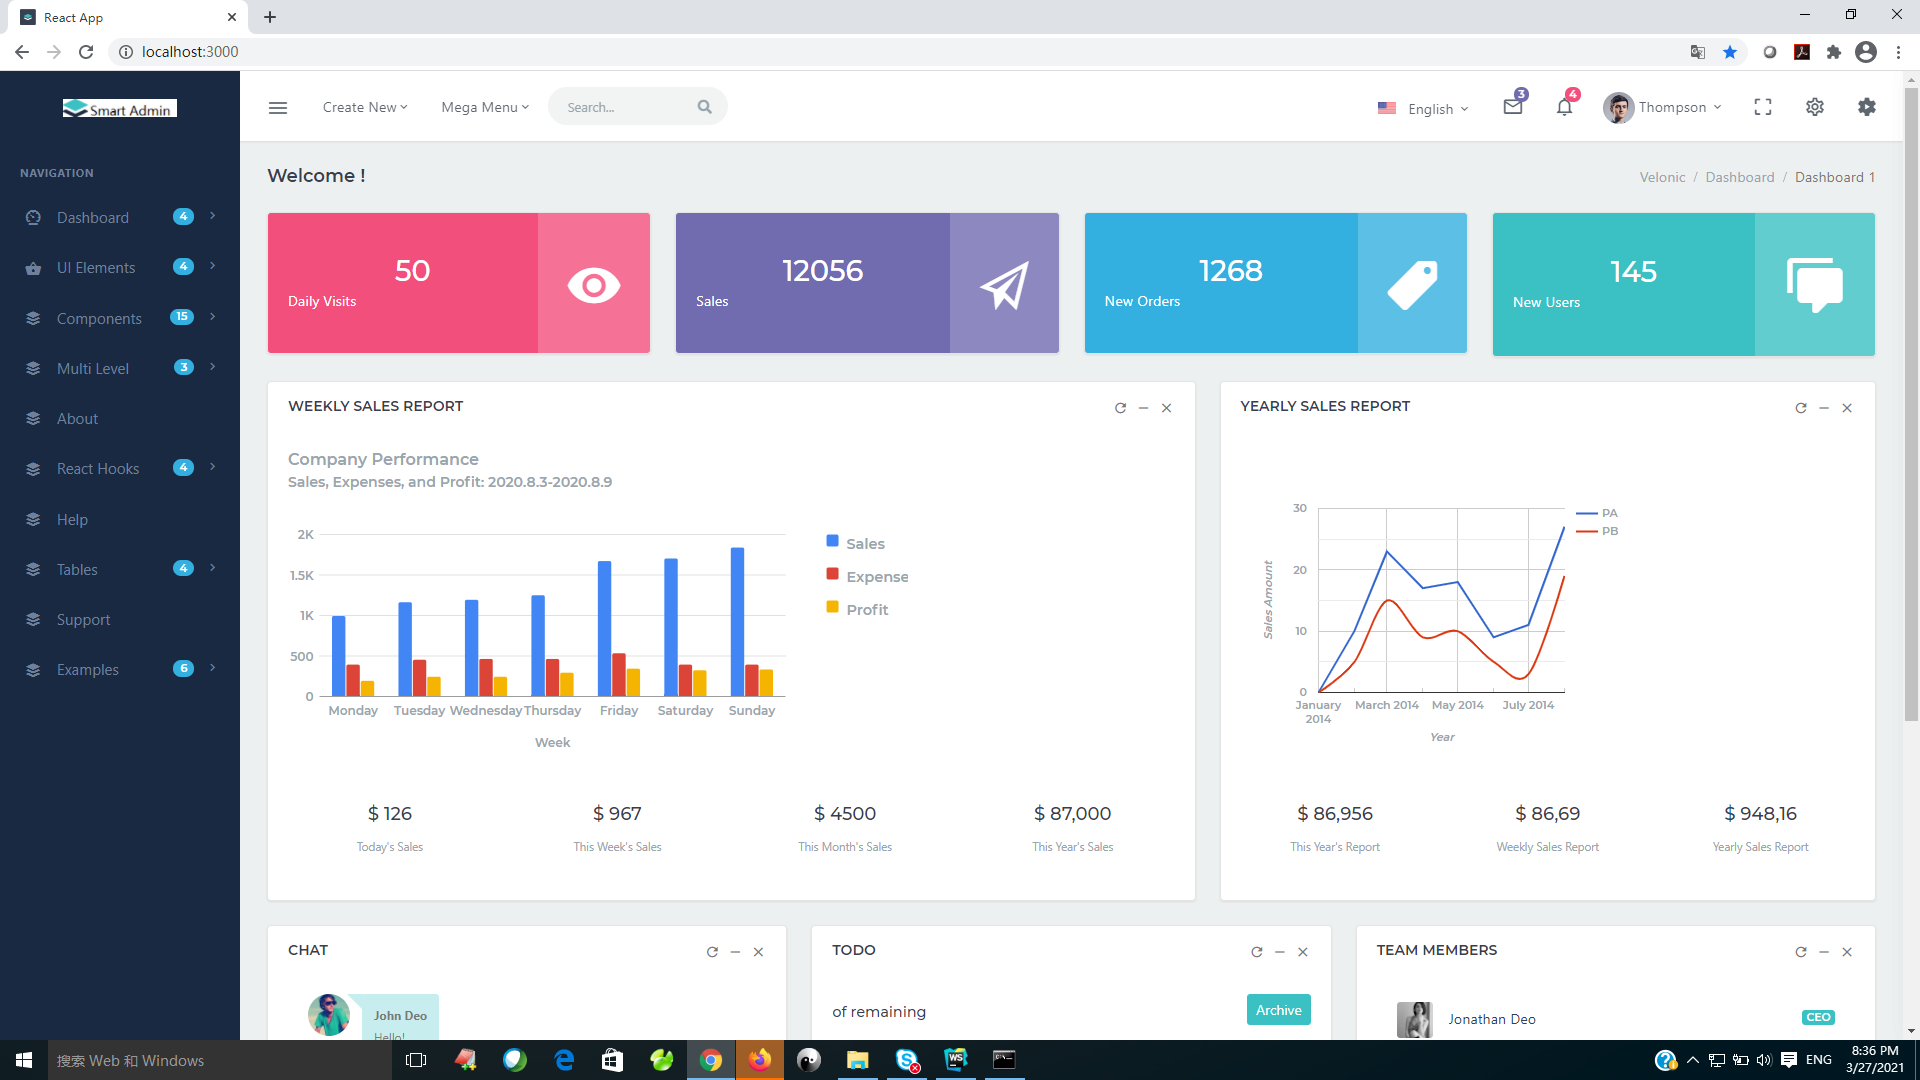 React App
localhost:3000
Smart Admin
Create New
Mega Menu
Search...
English
3
4
Thompson
NAVIGATION
Dashboard 4
UI Elements 4
Components 15
Multi Level 3
About
React Hooks 4
Help
Tables 4
Support
Examples 6
Welcome !
Velonic / Dashboard / Dashboard 1
50
Daily Visits
12056
Sales
1268
New Orders
145
New Users
WEEKLY SALES REPORT
Company Performance
Sales, Expenses, and Profit: 2020.8.3-2020.8.9
2K
1.5K
1K
500
0
Monday Tuesday Wednesday Thursday Friday Saturday Sunday
Week
Sales
Expense
Profit
$ 126
Today's Sales
$ 967
This Week's Sales
$ 4500
This Month's Sales
$ 87,000
This Year's Sales
YEARLY SALES REPORT
30
20
10
0
Sales Amount
January 2014
March 2014
May 2014
July 2014
Year
PA
PB
$ 86,956
This Year's Report
$ 86,69
Weekly Sales Report
$ 948,16
Yearly Sales Report
CHAT
John Deo
Hello!
TODO
of remaining
Archive
TEAM MEMBERS
Jonathan Deo
CEO
搜索 Web 和 Windows
WS
ENG
8:36 PM
3/27/2021